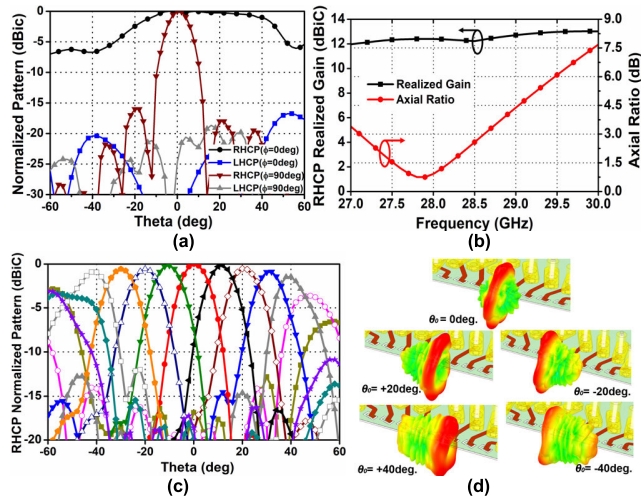 Normalized Pattern (dBic)
0
-5
-10
-15
-20
-25
-30
RHCP(ϕ=0deg)
LHCP(ϕ=0deg)
RHCP(ϕ=90deg)
LHCP(ϕ=90deg)
-60 -40 -20 0 20 40 60
Theta (deg)
(a)
RHCP Realized Gain (dBiC)
14
12
10
8
6
4
2
0
Realized Gain
Axial Ratio
9.0
7.5
6.0
4.5
3.0
1.5
0.0
Axial Ratio (dB)
27.0 27.5 28.0 28.5 29.0 29.5 30.0
Frequency (GHz)
(b)
RHCP Normalized Pattern (dBiC)
0
-5
-10
-15
-20
-60 -40 -20 0 20 40 60
Theta (deg)
(c)
θ₀ = 0deg.
θ₀= +20deg.
θ₀= -20deg.
θ₀= +40deg.
θ₀= -40deg.
(d)